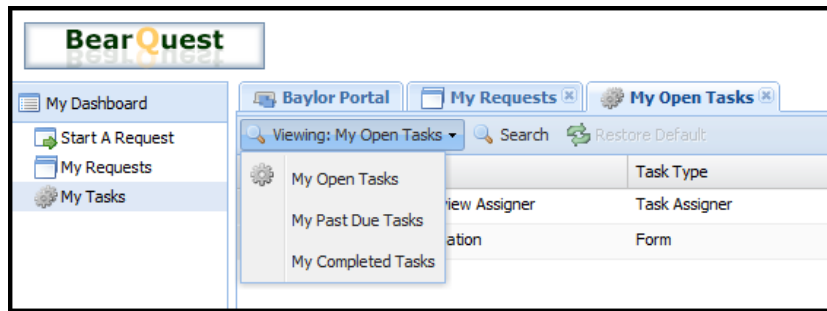 BearQuest
My Dashboard
Start A Request
My Requests
My Tasks
Baylor Portal
My Requests
My Open Tasks
Viewing: My Open Tasks
Search
Restore Default
Task Type
My Open Tasks
My Past Due Tasks
My Completed Tasks
view Assigner
Task Assigner
ation
Form